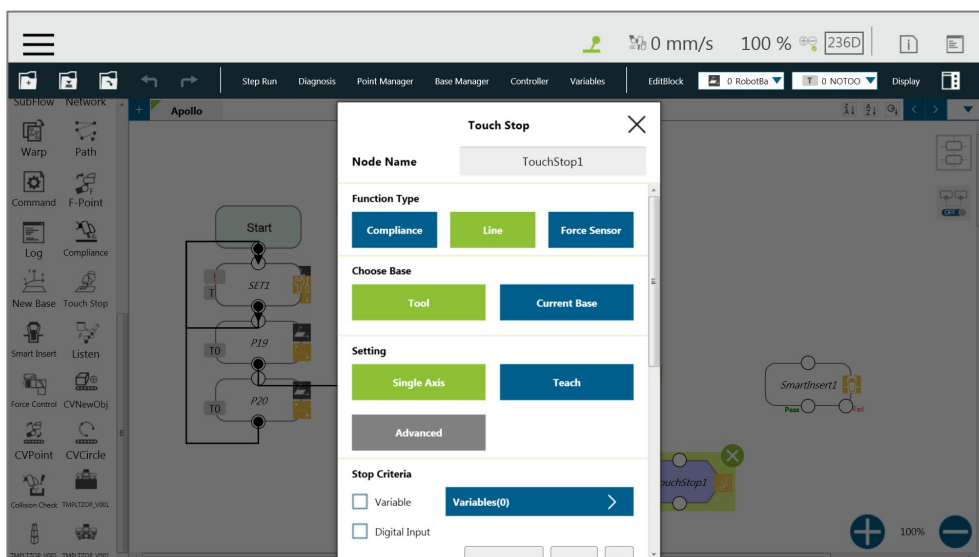 0 mm/s 100 % 236D
Step Run Diagnosis Point Manager Base Manager Controller Variables EditBlock 0 RobotBa T 0 NOTOO Display
SubFlow Network
+ Apollo
Warp Path
Command F-Point
Log Compliance
New Base Touch Stop
Smart Insert Listen
Force Control CVNewObj
CVPoint CVCircle
Collision Check TMPLTZOP_V001
TMPLTZOP_V001 TMPLTZOP_V001
Start
! T SET1
T0 P19
T0 P20
Touch Stop
Node Name TouchStop1
Function Type
Compliance Line Force Sensor
Choose Base
Tool Current Base
Setting
Single Axis Teach
Advanced
Stop Criteria
Variable Variables(0)
Digital Input
OFF
SmartInsert1
Pass Fail
ouchStop1
100%